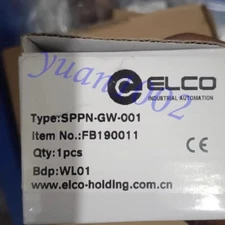 ELCO
INDUSTRIAL AUTOMATION
Type:SPPN-GW-001
Item No.:FB190011
Qty:1pcs
Bdp:WL01
www.elco-holding.com.cn